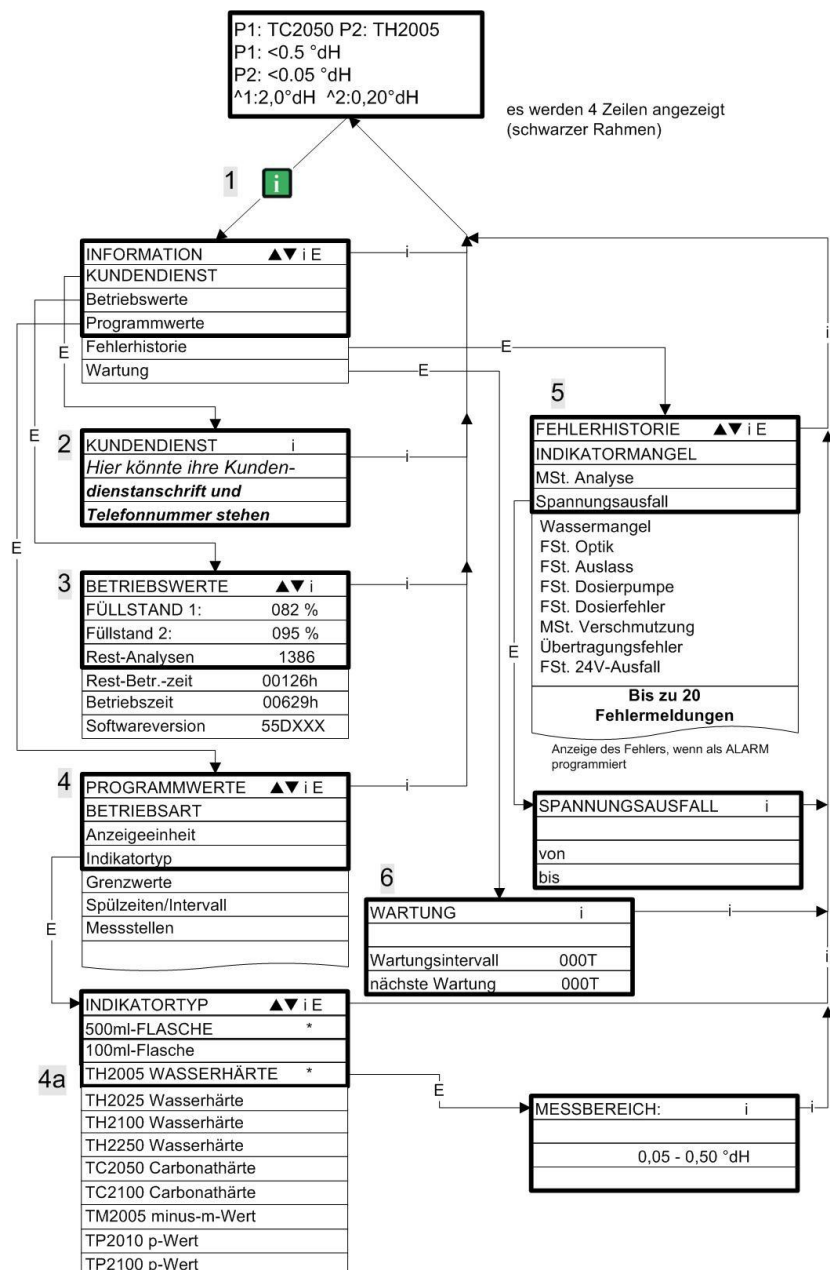 P1: TC2050 P2: TH2005
P1: <0.5 °dH
P2: <0.05 °dH
^1:2,0°dH ^2:0,20°dH
es werden 4 Zeilen angezeigt
(schwarzer Rahmen)
1
i
INFORMATION ▲▼ i E
KUNDENDIENST
Betriebswerte
Programmwerte
Fehlerhistorie
Wartung
i
i
E
E
E
E
E
2
KUNDENDIENST i
Hier könnte ihre Kunden-
dienstanschrift und
Telefonnummer stehen
i
3
BETRIEBSWERTE ▲▼ i
FÜLLSTAND 1: 082 %
Füllstand 2: 095 %
Rest-Analysen 1386
Rest-Betr.-zeit 00126h
Betriebszeit 00629h
Softwareversion 55DXXX
i
4
PROGRAMMWERTE ▲▼ i E
BETRIEBSART
Anzeigeeinheit
Indikatortyp
Grenzwerte
Spülzeiten/Intervall
Messstellen
i
E
5
FEHLERHISTORIE ▲▼ i E
INDIKATORMANGEL
MSt. Analyse
Spannungsausfall
Wassermangel
FSt. Optik
FSt. Auslass
FSt. Dosierpumpe
FSt. Dosierfehler
MSt. Verschmutzung
Übertragungsfehler
FSt. 24V-Ausfall
Bis zu 20
Fehlermeldungen
Anzeige des Fehlers, wenn als ALARM
programmiert
E
SPANNUNGSAUSFALL i
von
bis
i
6
WARTUNG i
Wartungsintervall 000T
nächste Wartung 000T
i
i
4a
INDIKATORTYP ▲▼ i E
500ml-FLASCHE *
100ml-Flasche
TH2005 WASSERHÄRTE *
TH2025 Wasserhärte
TH2100 Wasserhärte
TH2250 Wasserhärte
TC2050 Carbonathärte
TC2100 Carbonathärte
TM2005 minus-m-Wert
TP2010 p-Wert
TP2100 p-Wert
E
MESSBEREICH: i
0,05 - 0,50 °dH
i